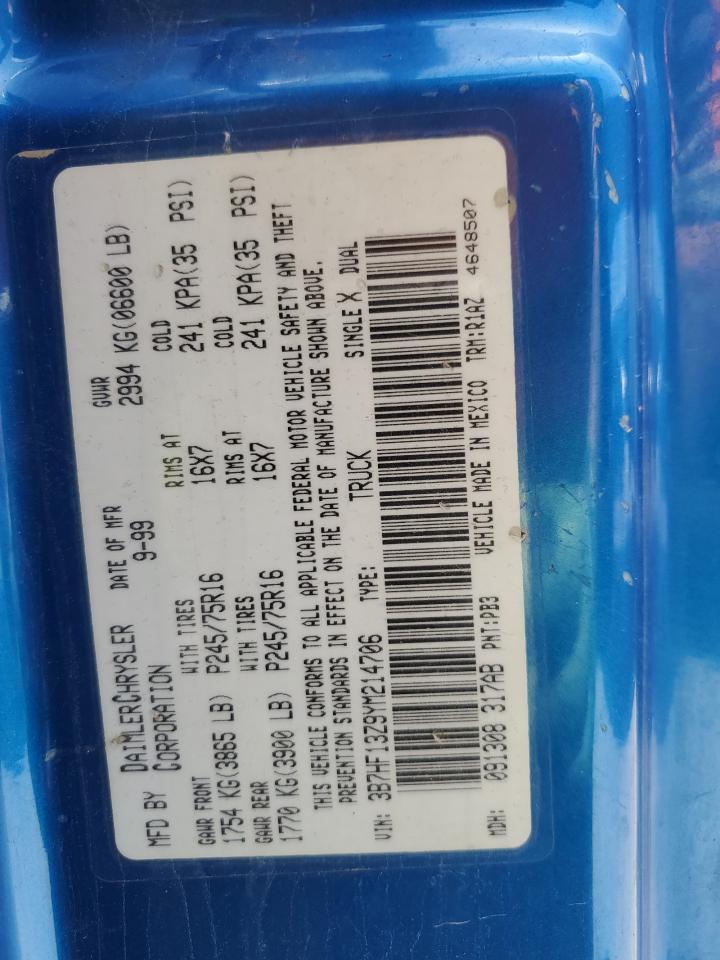 MFD BY DAIMLERCHRYSLER CORPORATION DATE OF MFR 9-99 GVWR 2994 KG(06600 LB)
GAWR FRONT WITH TIRES RIMS AT COLD
1754 KG(3865 LB) P245/75R16 16X7 241 KPA(35 PSI)
GAWR REAR WITH TIRES RIMS AT COLD
1770 KG(3900 LB) P245/75R16 16X7 241 KPA(35 PSI)
THIS VEHICLE CONFORMS TO ALL APPLICABLE FEDERAL MOTOR VEHICLE SAFETY AND THEFT
PREVENTION STANDARDS IN EFFECT ON THE DATE OF MANUFACTURE SHOWN ABOVE.
VIN: 3B7HF13Z9YM214706 TYPE: TRUCK SINGLE X DUAL
MDH: 091308 317AB PNT:PB3 VEHICLE MADE IN MEXICO TRM:R1AZ 4648507